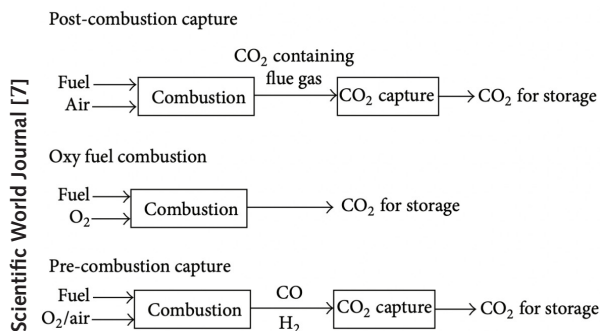 Scientific World Journal [7]
Post-combustion capture
CO₂ containing
flue gas
Fuel
Air
Combustion
CO₂ capture
CO₂ for storage
Oxy fuel combustion
Fuel
O₂
Combustion
CO₂ for storage
Pre-combustion capture
Fuel
O₂/air
Combustion
CO
H₂
CO₂ capture
CO₂ for storage